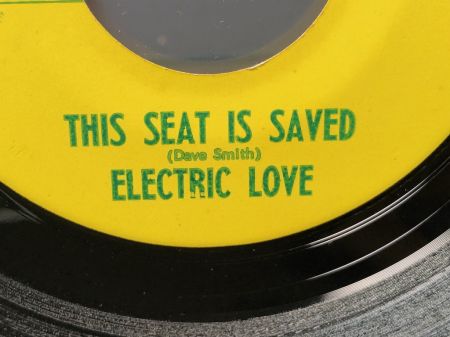 THIS SEAT IS SAVED
(Dave Smith)
ELECTRIC LOVE